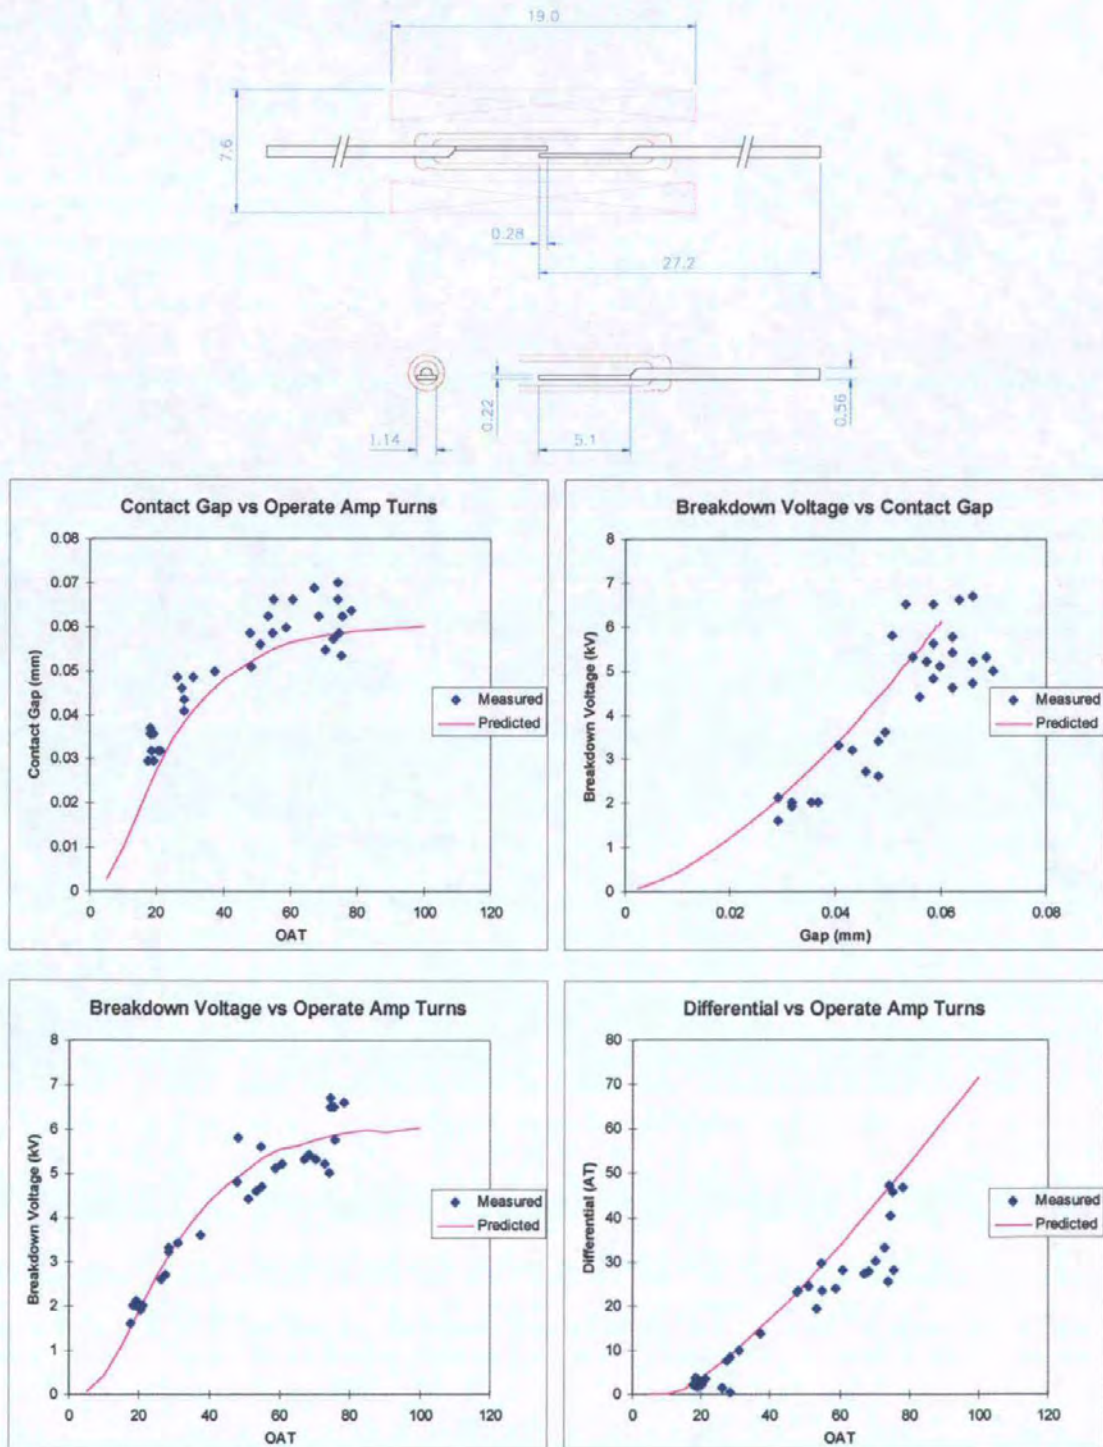 19.0
7.6
0.28
27.2
0.22
0.56
1.14
5.1
Contact Gap vs Operate Amp Turns
0.08
0.07
0.06
0.05
0.04
0.03
0.02
0.01
0
Contact Gap (mm)
0 20 40 60 80 100 120
OAT
Measured
Predicted
Breakdown Voltage vs Contact Gap
8
7
6
5
4
3
2
1
0
Breakdown Voltage (kV)
0 0.02 0.04 0.06 0.08
Gap (mm)
Measured
Predicted
Breakdown Voltage vs Operate Amp Turns
8
7
6
5
4
3
2
1
0
Breakdown Voltage (kV)
0 20 40 60 80 100 120
OAT
Measured
Predicted
Differential vs Operate Amp Turns
80
70
60
50
40
30
20
10
0
Differential (AT)
0 20 40 60 80 100 120
OAT
Measured
Predicted